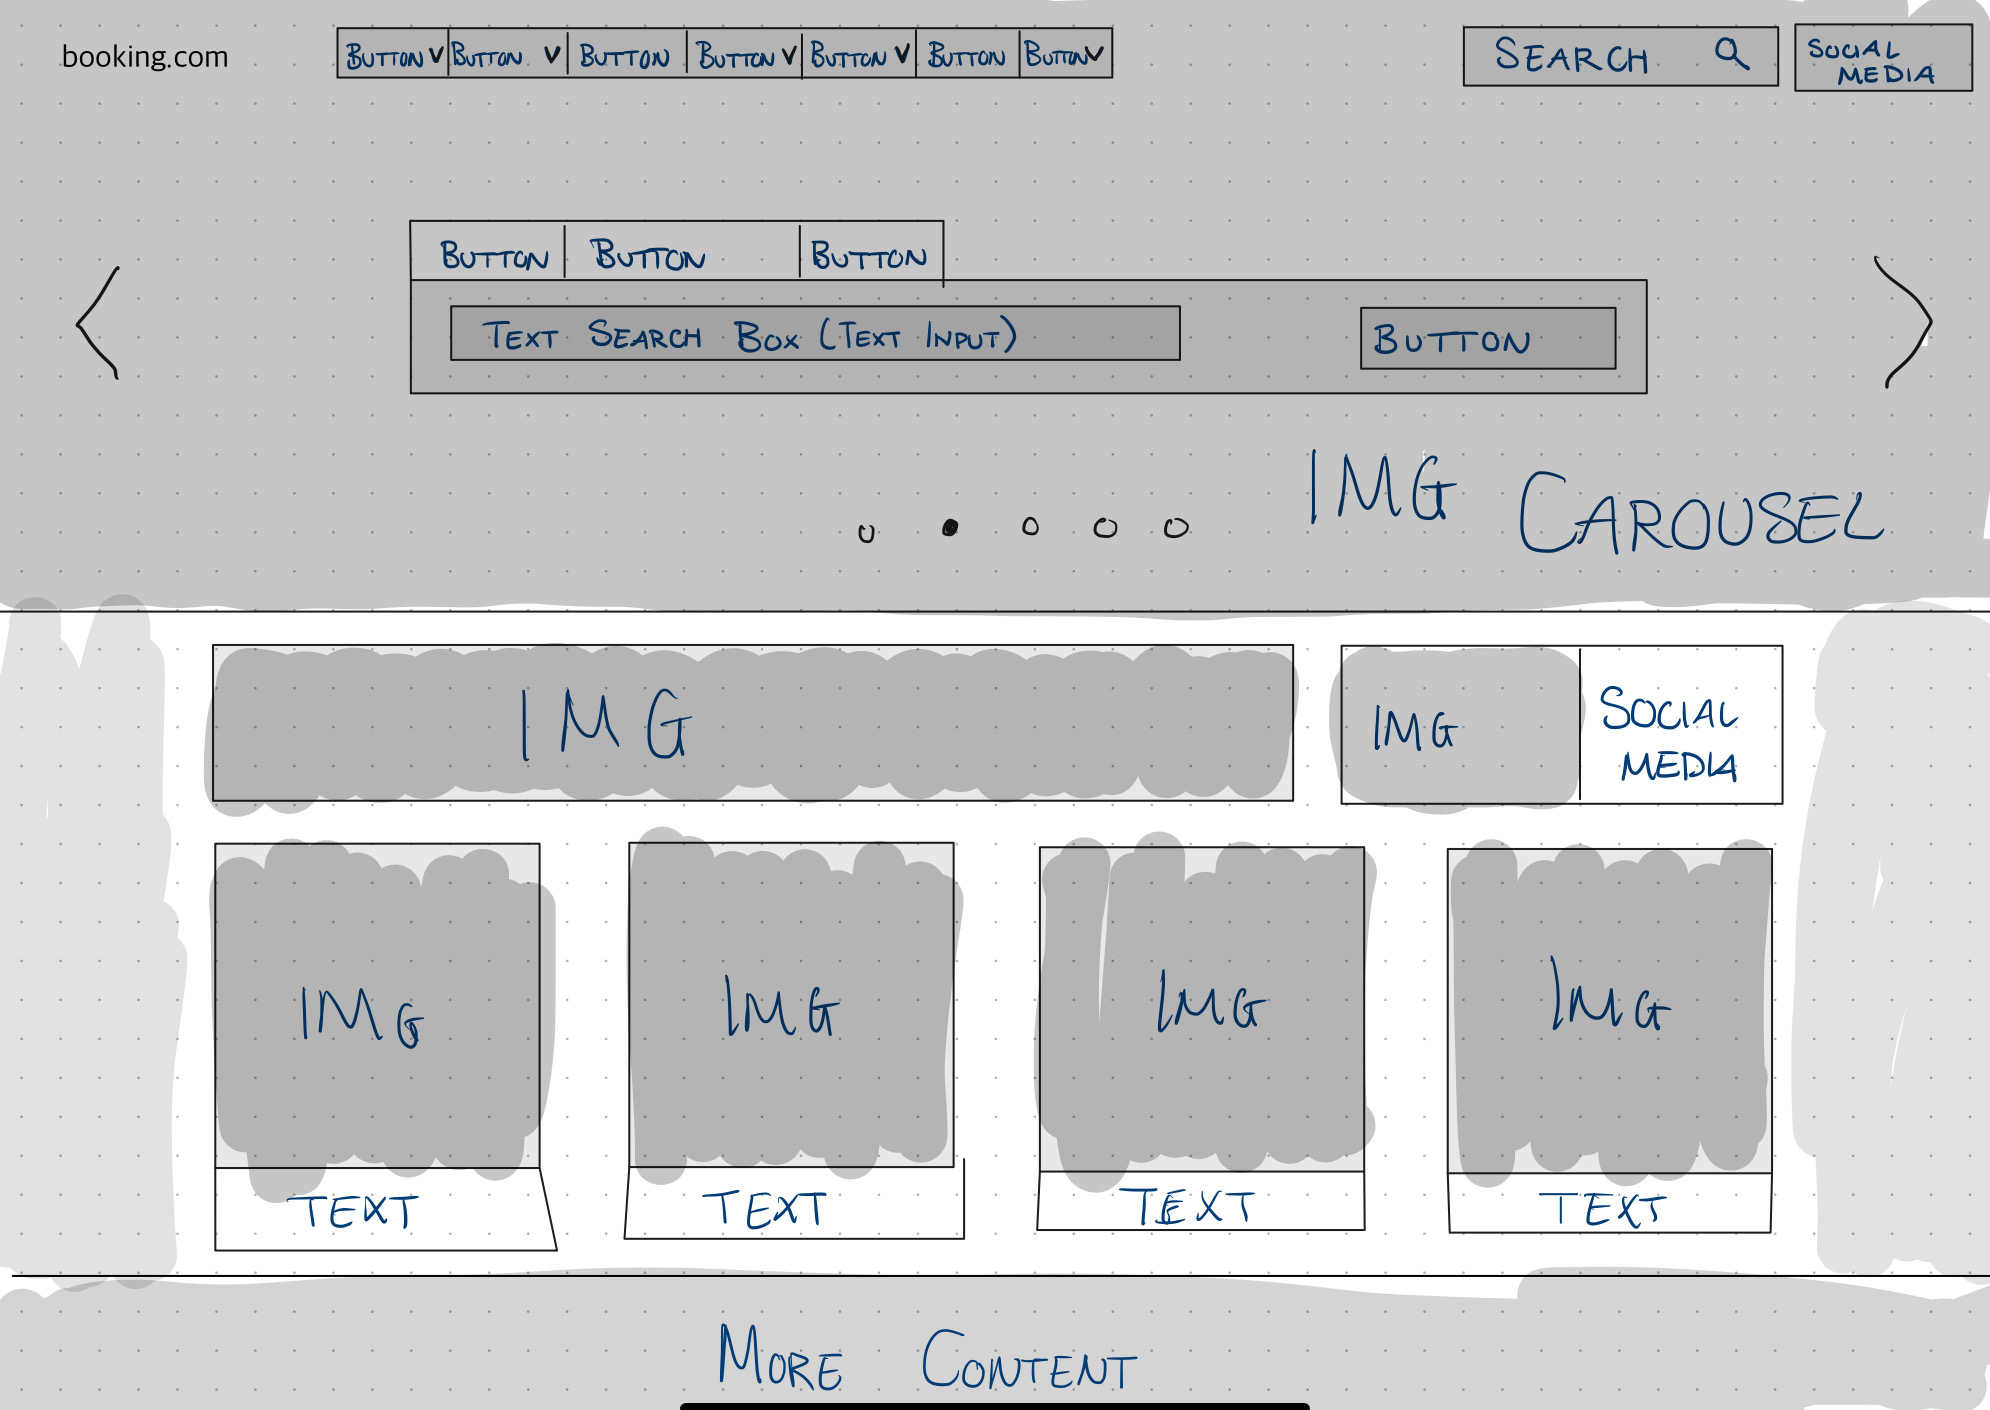 booking.com
BUTTON BUTTON BUTTON BUTTON BUTTON BUTTON BUTTON
SEARCH
SOCIAL
MEDIA
BUTTON BUTTON BUTTON
TEXT SEARCH BOX (TEXT INPUT)
BUTTON
IMG CAROUSEL
IMG
IMG
SOCIAL
MEDIA
IMG IMG IMG IMG
TEXT TEXT TEXT TEXT
MORE CONTENT